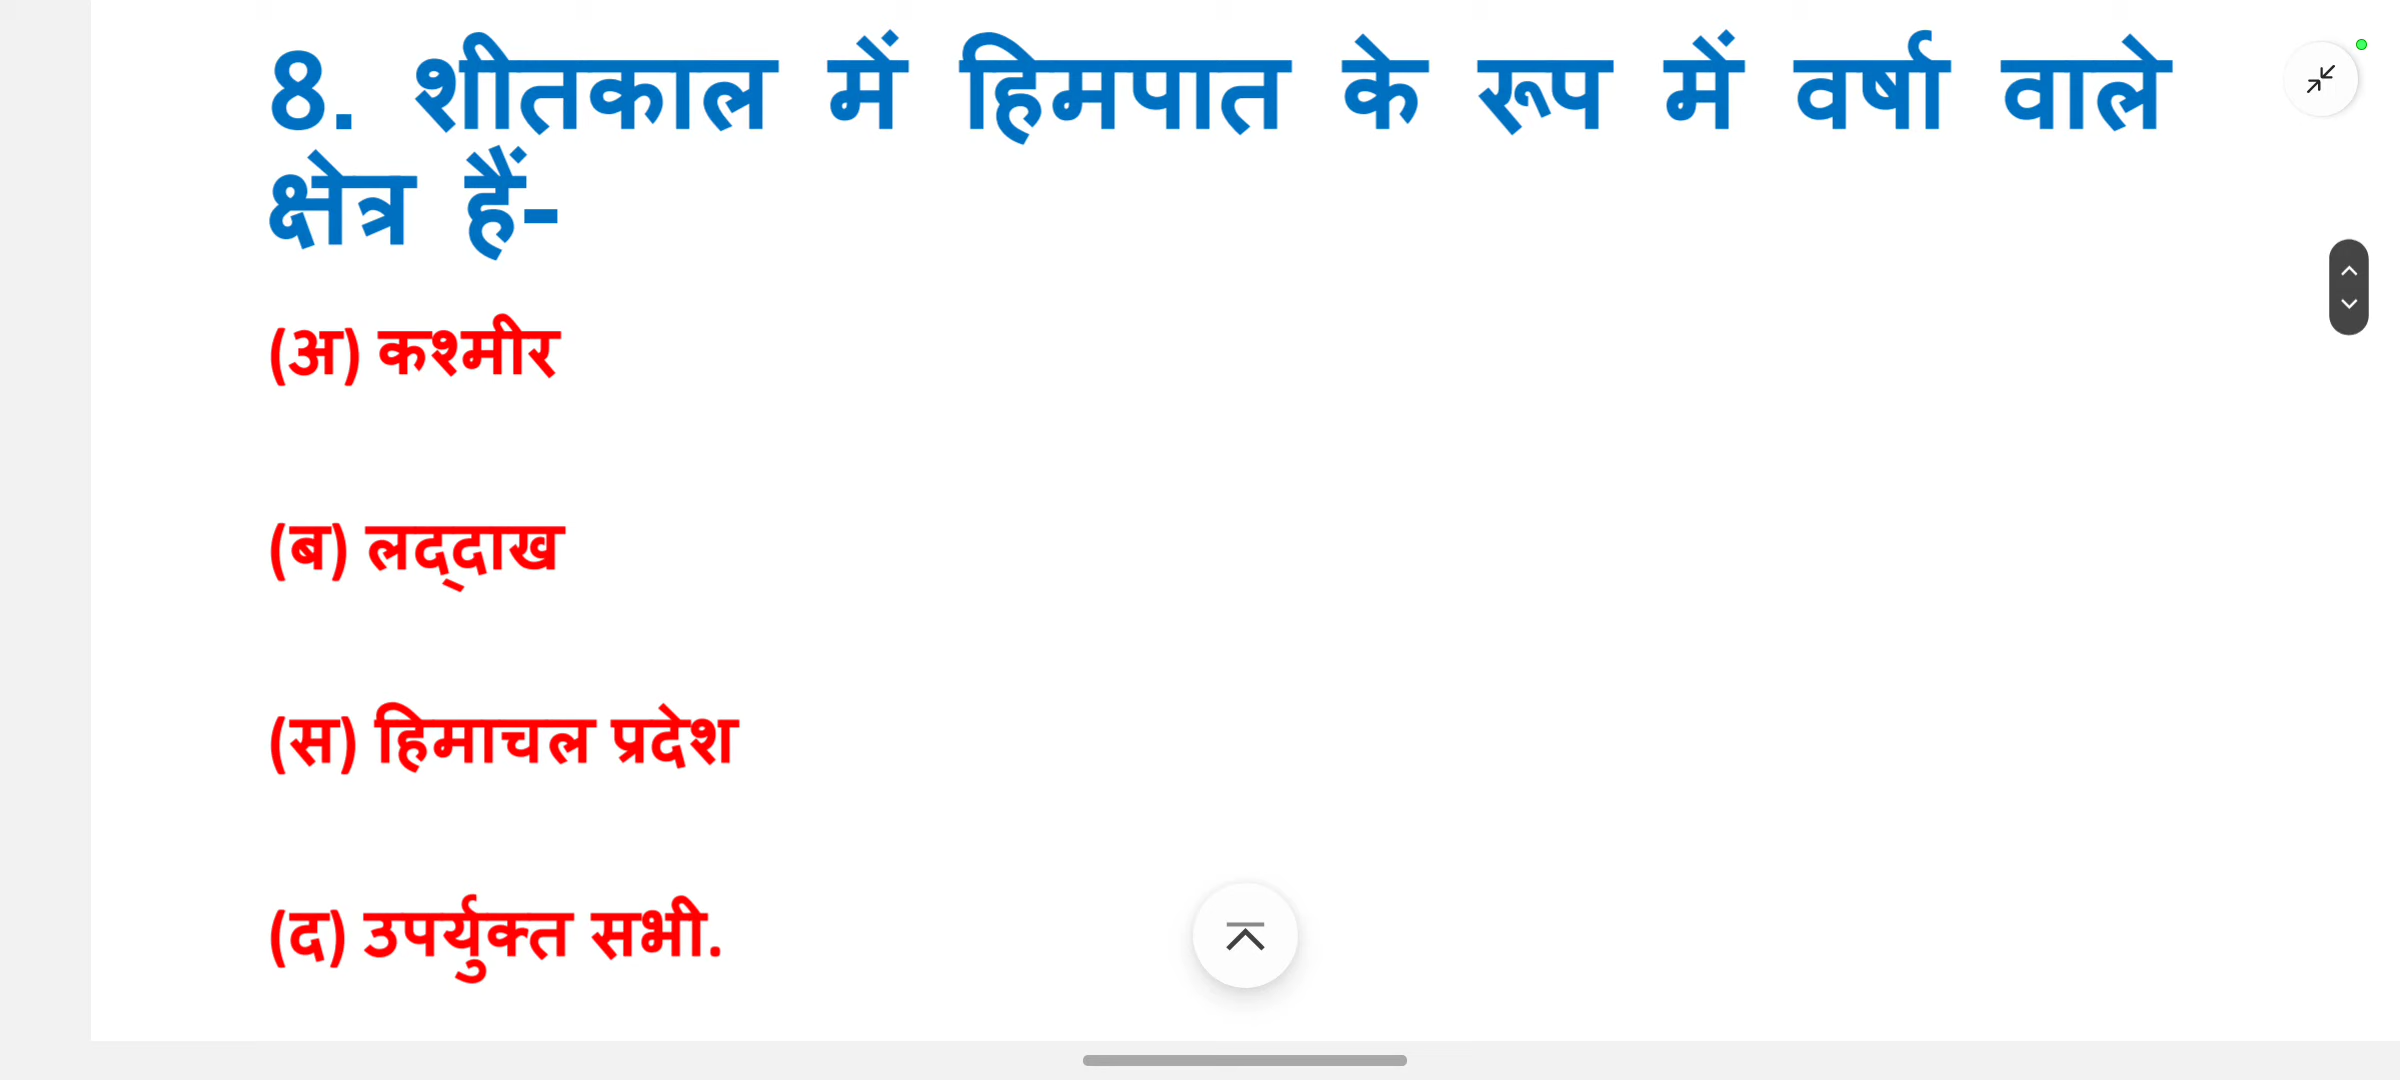 8. शीतकाल में हिमपात के रूप में वर्षा वाले
क्षेत्र हैं-
(अ) कश्मीर
(ब) लद्‌दाख
(स) हिमाचल प्रदेश
(द) उपर्युक्त सभी.